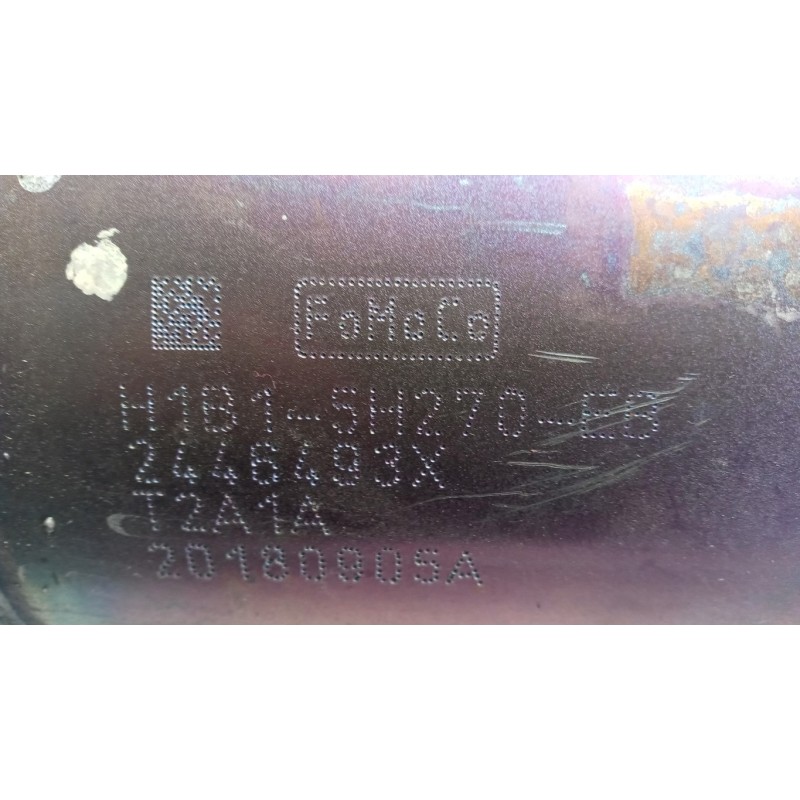 FoMoCo
H1B1-5H270-EB
2446493X
T2A1A
20180905A